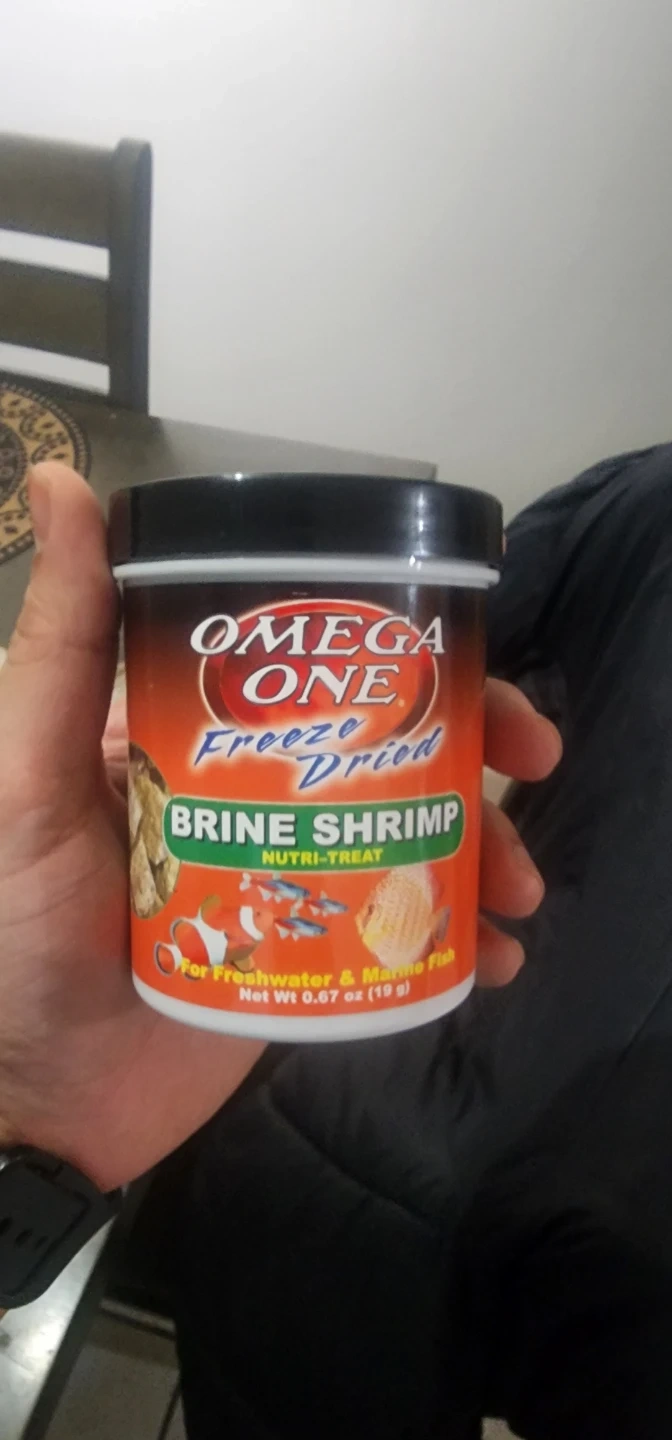 OMEGA
ONE®
Freeze
Dried
BRINE SHRIMP
NUTRI-TREAT
For Freshwater & Marine Fish
Net Wt 0.67 oz (19 g)